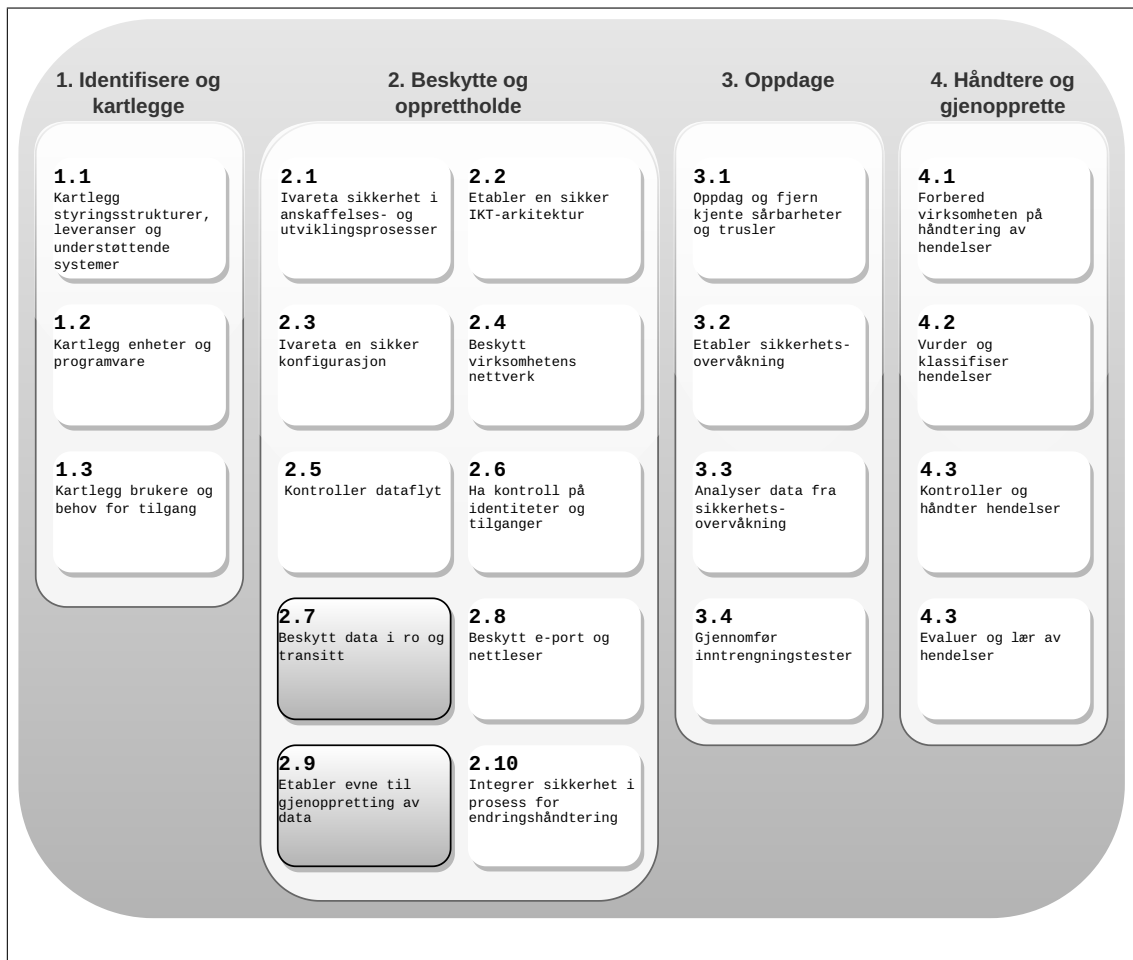 1. Identifisere og
kartlegge
2. Beskytte og
opprettholde
3. Oppdage
4. Håndtere og
gjenopprette
1.1
Kartlegg
styringsstrukturer,
leveranser og
understøttende
systemer
1.2
Kartlegg enheter og
programvare
1.3
Kartlegg brukere og
behov for tilgang
2.1
Ivareta sikkerhet i
anskaffelses- og
utviklingsprosesser
2.2
Etabler en sikker
IKT-arkitektur
2.3
Ivareta en sikker
konfigurasjon
2.4
Beskytt
virksomhetens
nettverk
2.5
Kontroller dataflyt
2.6
Ha kontroll på
identiteter og
tilganger
2.7
Beskytt data i ro og
transitt
2.8
Beskytt e-port og
nettleser
2.9
Etabler evne til
gjenoppretting av
data
2.10
Integrer sikkerhet i
prosess for
endringshåndtering
3.1
Oppdag og fjern
kjente sårbarheter
og trusler
3.2
Etabler sikkerhets-
overvåkning
3.3
Analyser data fra
sikkerhets-
overvåkning
3.4
Gjennomfør
inntrengningstester
4.1
Forbered
virksomheten på
håndtering av
hendelser
4.2
Vurder og
klassifiser
hendelser
4.3
Kontroller og
håndter hendelser
4.3
Evaluer og lær av
hendelser